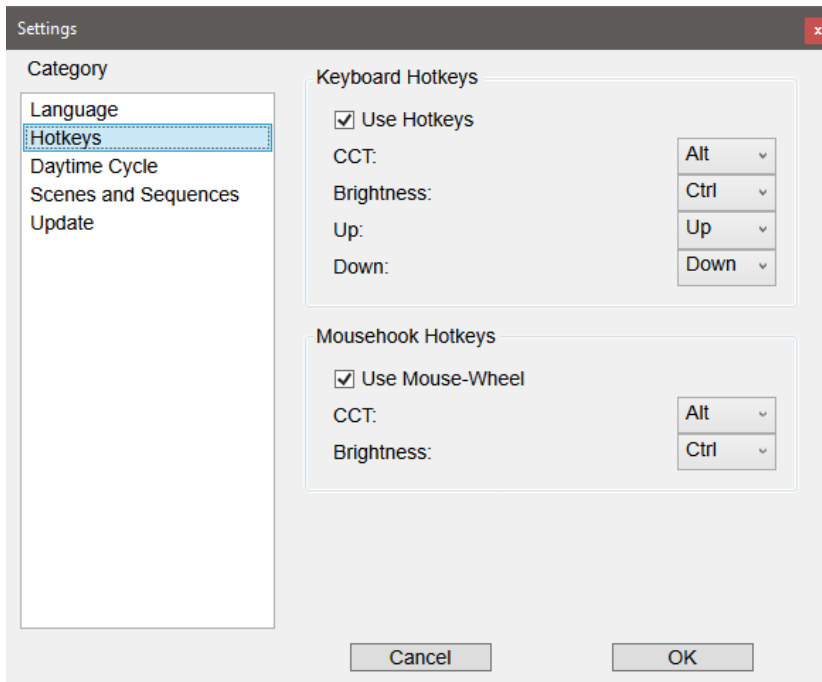 Settings
x
Category
Language
Hotkeys
Daytime Cycle
Scenes and Sequences
Update
Keyboard Hotkeys
Use Hotkeys
CCT: Alt
Brightness: Ctrl
Up: Up
Down: Down
Mousehook Hotkeys
Use Mouse-Wheel
CCT: Alt
Brightness: Ctrl
Cancel OK